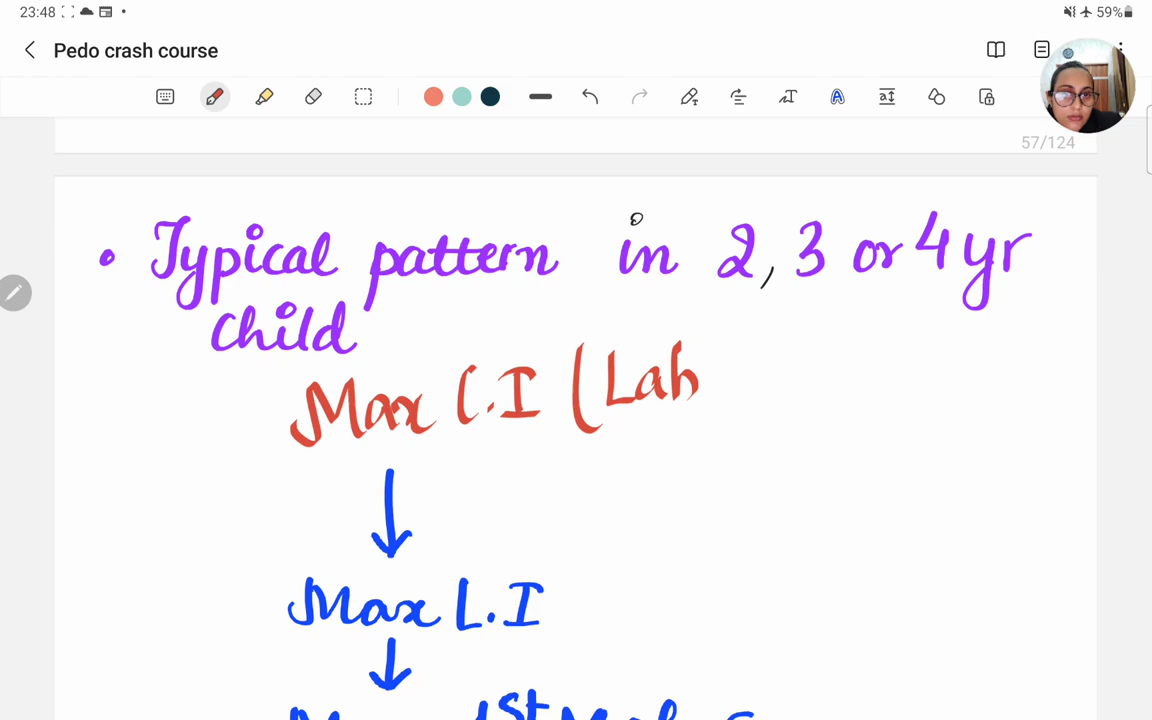 23:48 59%
Pedo crash course
57/124
• Typical pattern in 2, 3 or 4 yr
child
Max C.I (Lab
Max L.I
1st